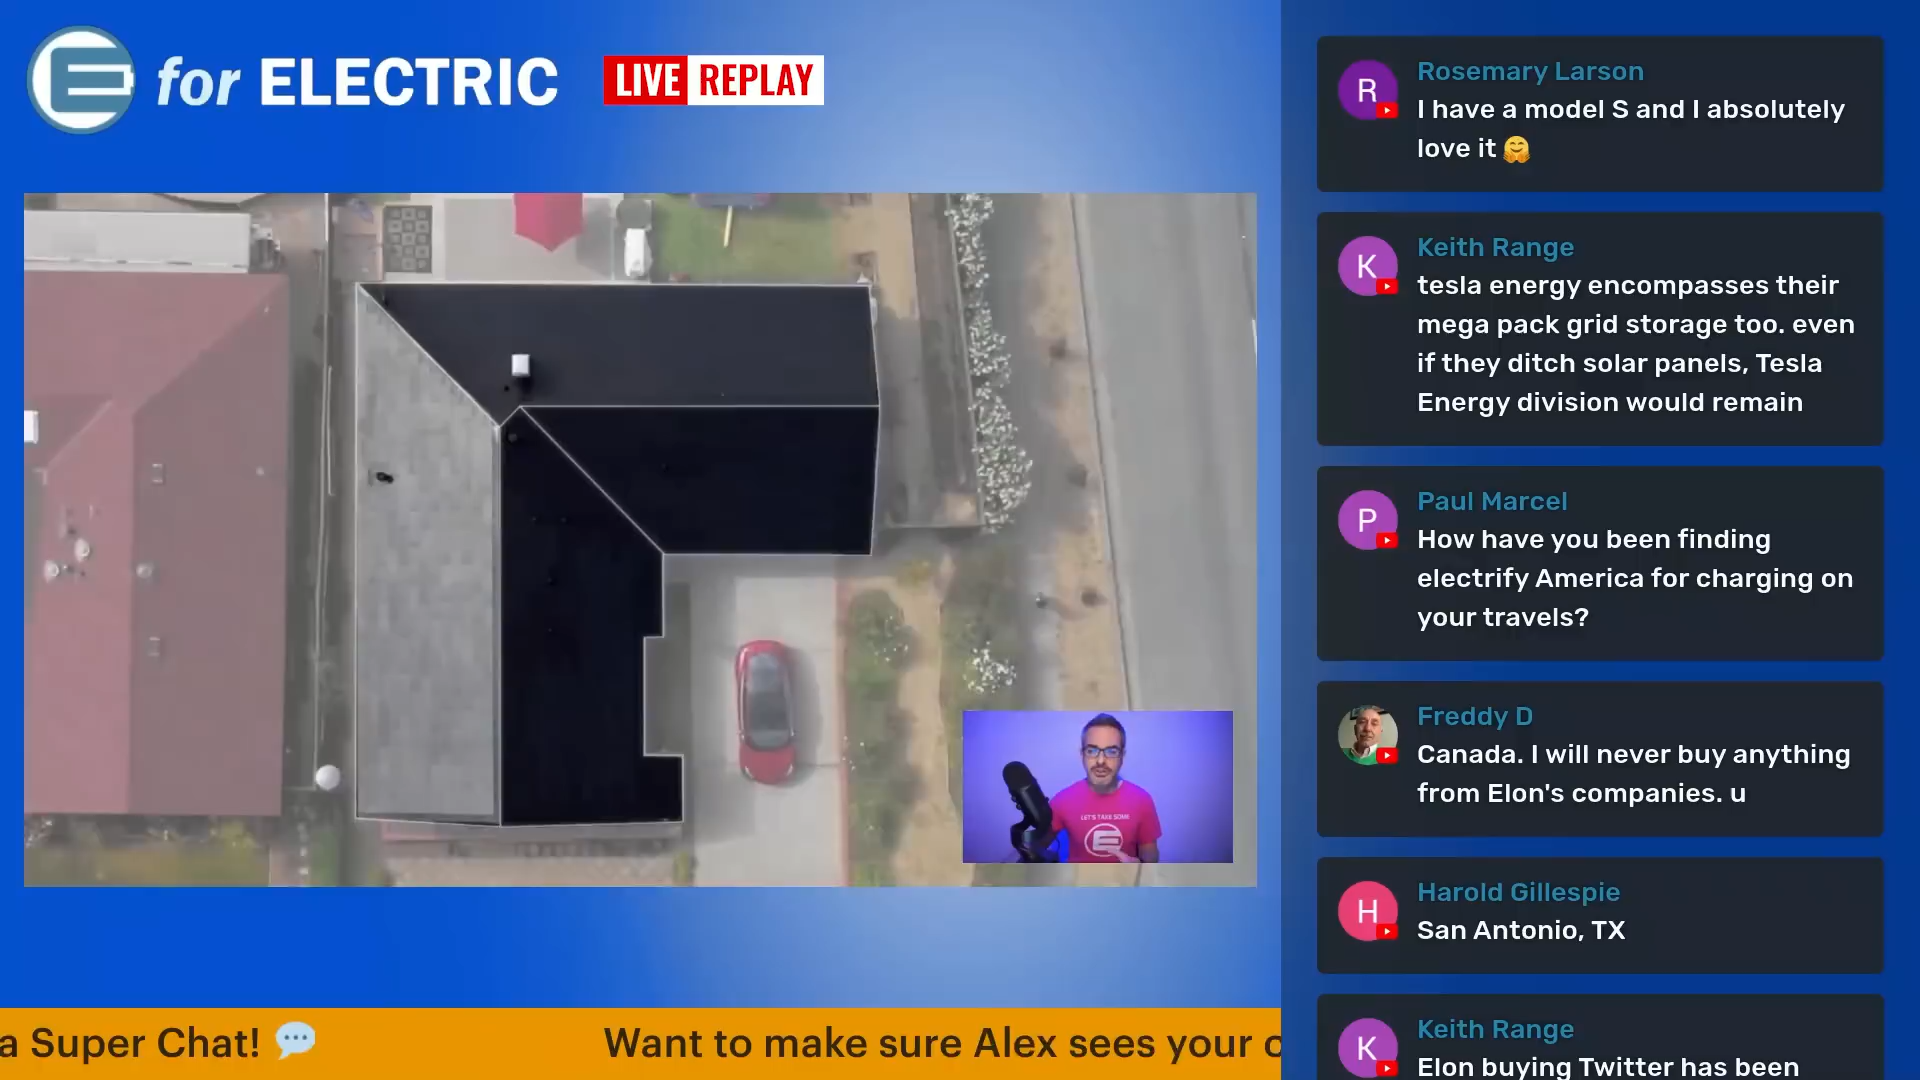 for ELECTRIC
LIVE REPLAY
LET'S TAKE SOME
a Super Chat! 💬
Want to make sure Alex sees your
R
Rosemary Larson
I have a model S and I absolutely
love it 🤗
K
Keith Range
tesla energy encompasses their
mega pack grid storage too. even
if they ditch solar panels, Tesla
Energy division would remain
P
Paul Marcel
How have you been finding
electrify America for charging on
your travels?
Freddy D
Canada. I will never buy anything
from Elon's companies. u
H
Harold Gillespie
San Antonio, TX
K
Keith Range
Elon buying Twitter has been